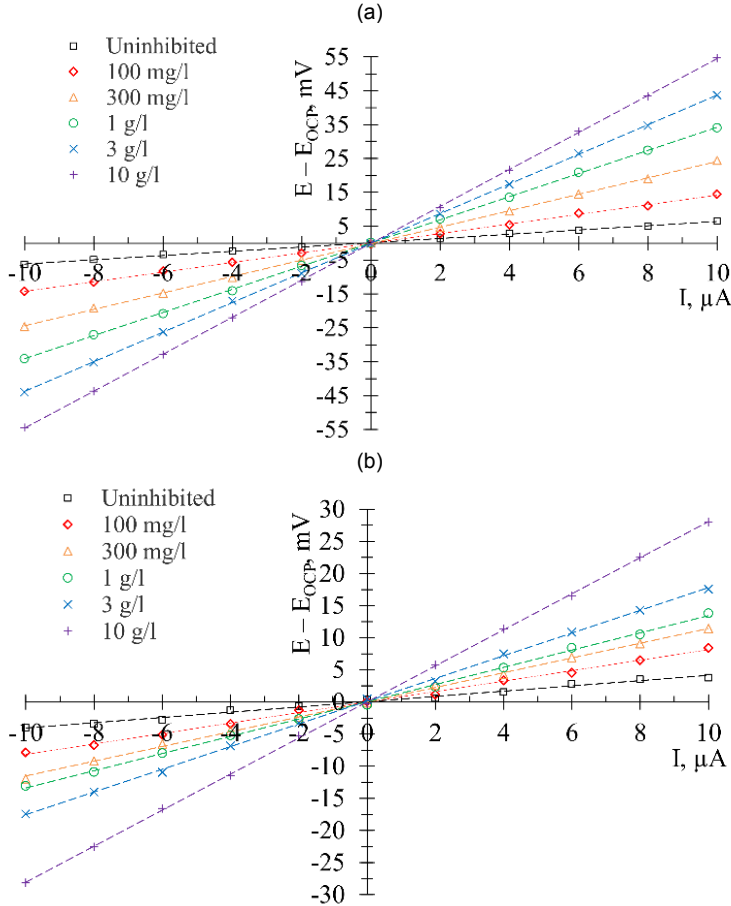 (a)
Uninhibited
100 mg/l
300 mg/l
1 g/l
3 g/l
10 g/l
E – E_OCP, mV
55
45
35
25
15
5
-5
-15
-25
-35
-45
-55
-10 -8 -6 -4 -2 0 2 4 6 8 10
I, µA
(b)
Uninhibited
100 mg/l
300 mg/l
1 g/l
3 g/l
10 g/l
E – E_OCP, mV
30
25
20
15
10
5
0
-5
-10
-15
-20
-25
-30
-10 -8 -6 -4 -2 0 2 4 6 8 10
I, µA